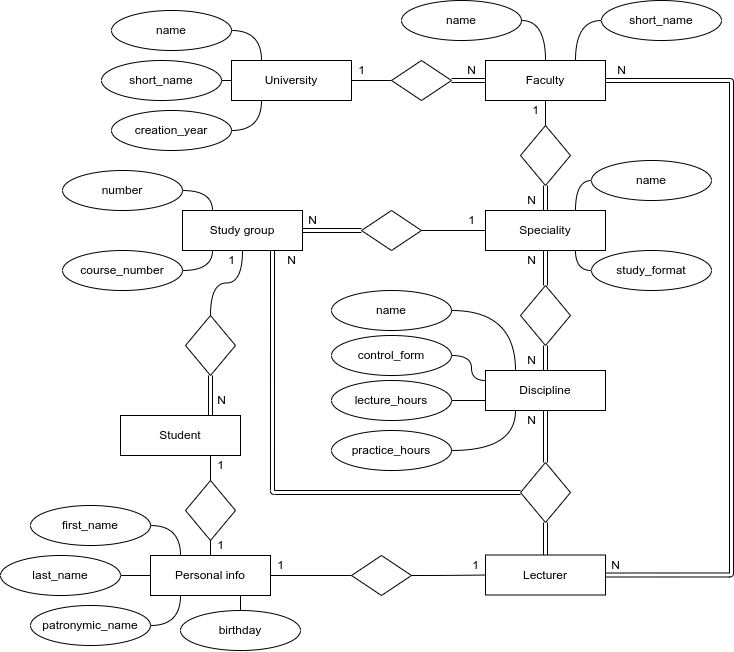 name
short_name
name
University
1
N
Faculty
N
short_name
creation_year
1
number
N
name
Study group
N
1
Speciality
course_number
1
N
N
study_format
name
control_form
N
Discipline
lecture_hours
N
N
Student
practice_hours
1
first_name
1
last_name
Personal info
1
1
Lecturer
N
patronymic_name
birthday